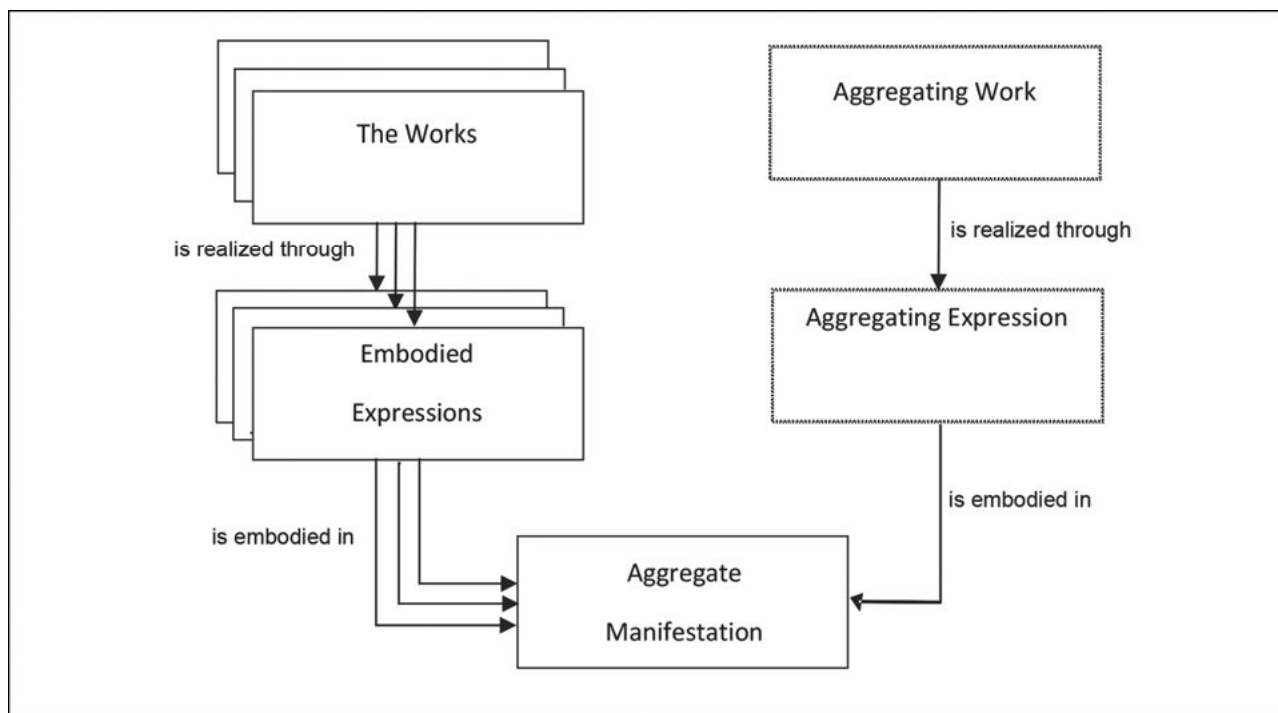 The Works
Aggregating Work
is realized through
is realized through
Embodied
Expressions
Aggregating Expression
is embodied in
is embodied in
Aggregate
Manifestation